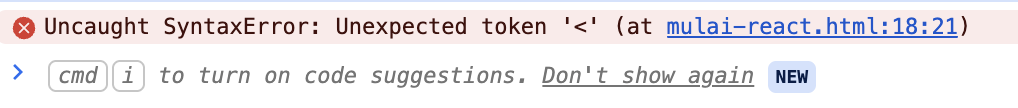 Uncaught SyntaxError: Unexpected token '<' (at mulai-react.html:18:21)
cmd i to turn on code suggestions. Don't show again NEW